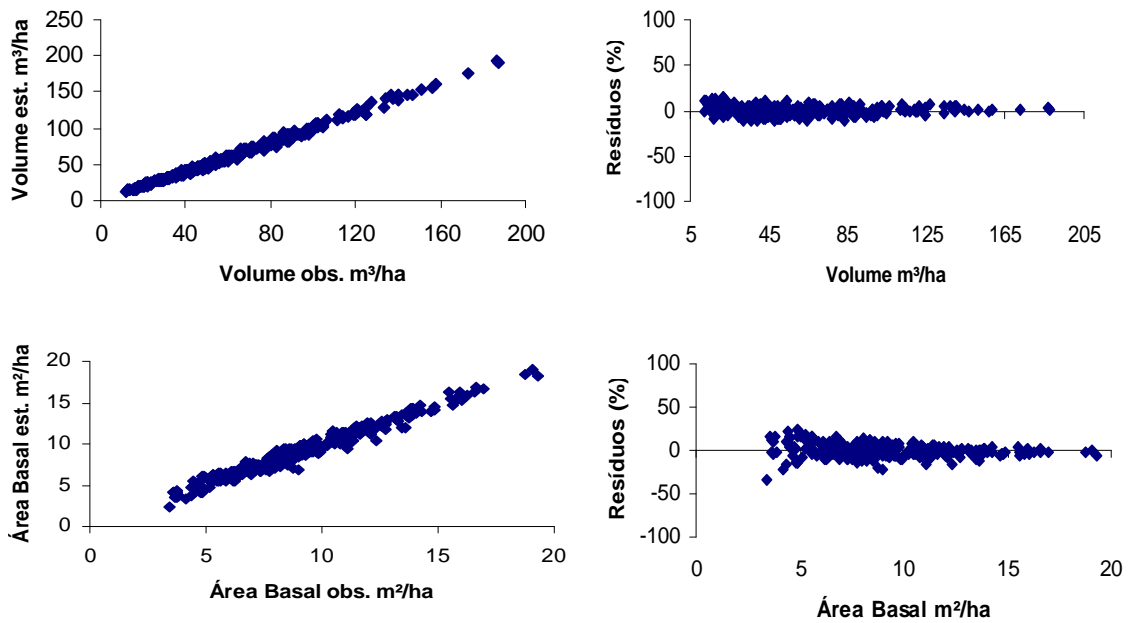 Volume est. m³/ha
250
200
150
100
50
0
0 40 80 120 160 200
Volume obs. m³/ha
Resíduos (%)
100
50
0
-50
-100
5 45 85 125 165 205
Volume m³/ha
Área Basal est. m²/ha
20
15
10
5
0
0 5 10 15 20
Área Basal obs. m²/ha
Resíduos (%)
100
50
0
-50
-100
0 5 10 15 20
Área Basal m²/ha